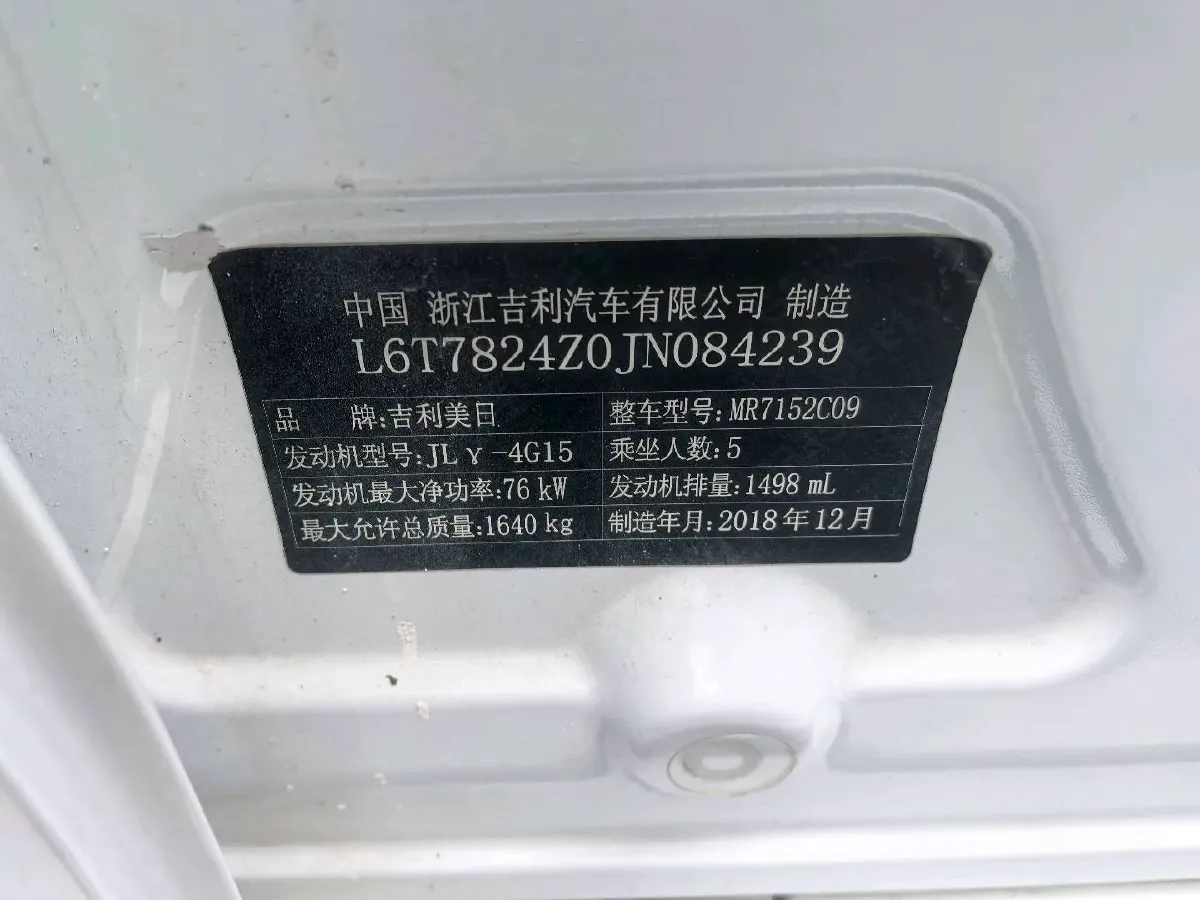 中国 浙江吉利汽车有限公司 制造
L6T7824Z0JN084239
品 牌:吉利美日 整车型号:MR7152C09
发动机型号:JLγ-4G15 乘坐人数:5
发动机最大净功率:76 kW 发动机排量:1498 mL
最大允许总质量:1640 kg 制造年月:2018年12月